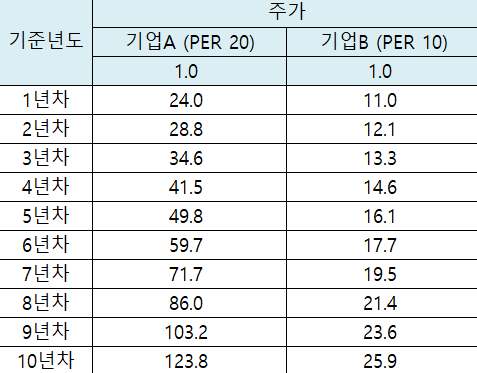 주가
기준년도 기업A (PER 20) 기업B (PER 10)
1.0 1.0
1년차 24.0 11.0
2년차 28.8 12.1
3년차 34.6 13.3
4년차 41.5 14.6
5년차 49.8 16.1
6년차 59.7 17.7
7년차 71.7 19.5
8년차 86.0 21.4
9년차 103.2 23.6
10년차 123.8 25.9